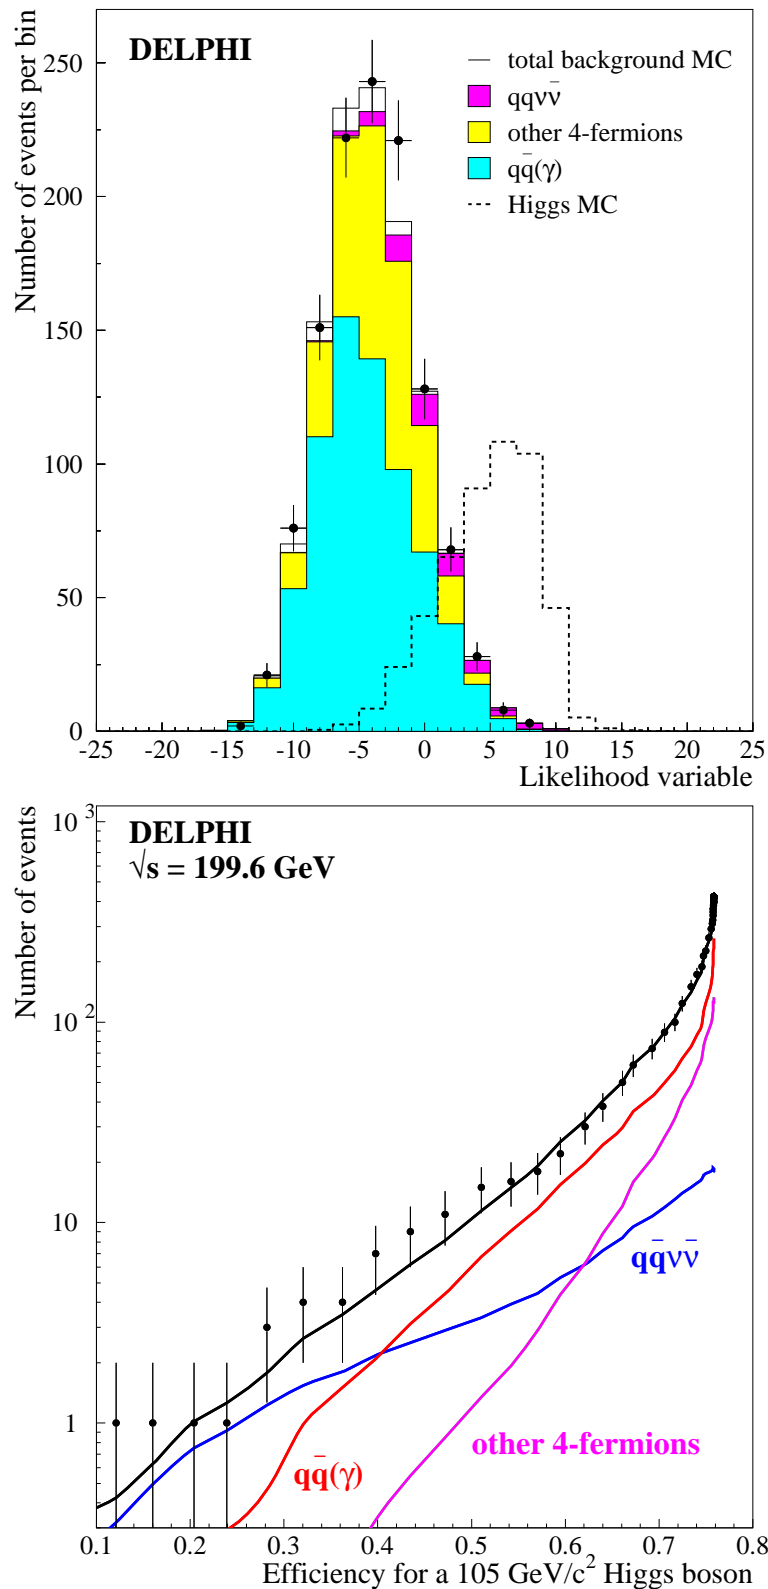 Number of events per bin
DELPHI
total background MC
qqνν̄
other 4-fermions
qq̄(γ)
Higgs MC
250
200
150
100
50
0
-25 -20 -15 -10 -5 0 5 10 15 20 25
Likelihood variable
Number of events
DELPHI
√s = 199.6 GeV
10³
10²
10
1
qq̄νν̄
other 4-fermions
qq̄(γ)
0.1 0.2 0.3 0.4 0.5 0.6 0.7 0.8
Efficiency for a 105 GeV/c² Higgs boson